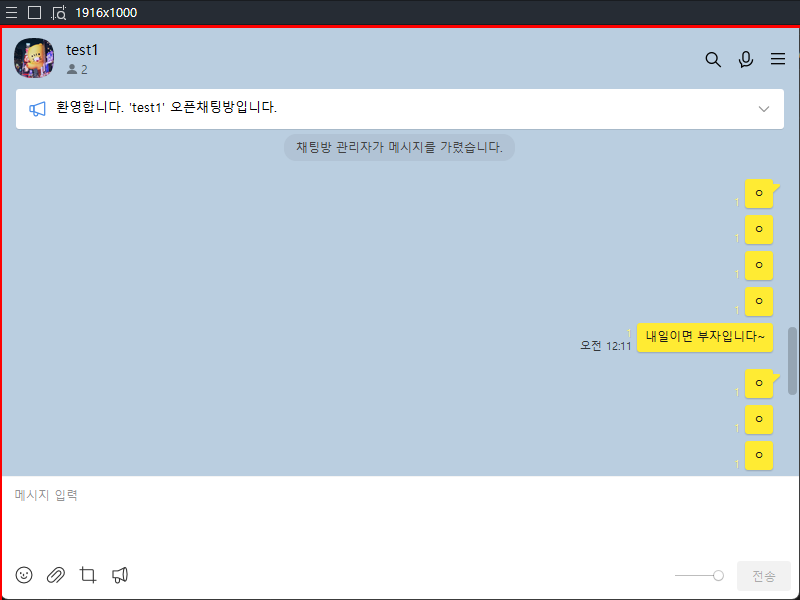 1916x1000
test1
2
환영합니다. 'test1' 오픈채팅방입니다.
채팅방 관리자가 메시지를 가렸습니다.
ㅇ
1
ㅇ
1
ㅇ
1
ㅇ
1
내일이면 부자입니다~
1
오전 12:11
ㅇ
1
ㅇ
1
ㅇ
1
메시지 입력
전송